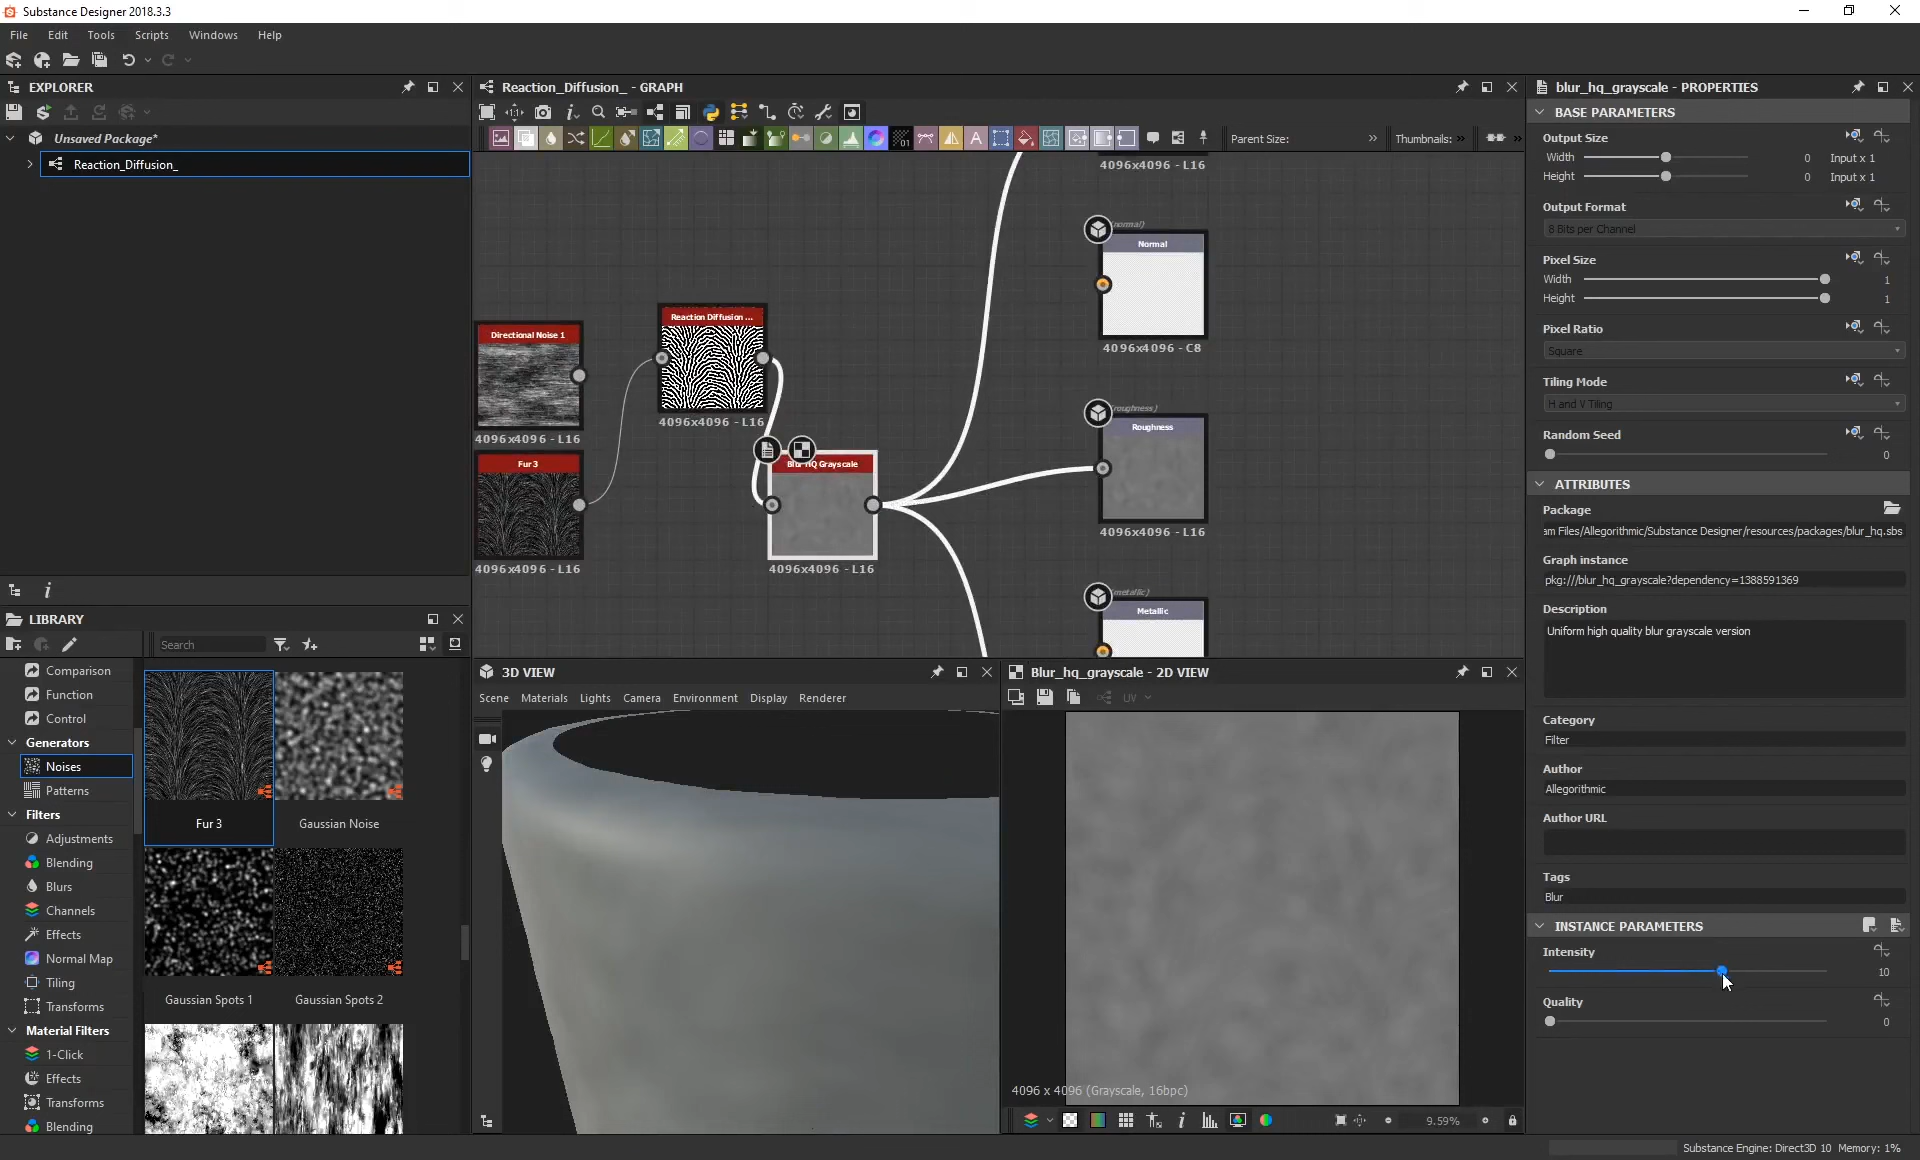 Substance Designer 2018.3.3
File Edit Tools Scripts Windows Help
EXPLORER
Unsaved Package*
Reaction_Diffusion_
LIBRARY
Search
Comparison
Function
Control
Generators
Noises
Patterns
Filters
Adjustments
Blending
Blurs
Channels
Effects
Normal Map
Tiling
Transforms
Material Filters
1-Click
Effects
Transforms
Blending
Fur 3
Gaussian Noise
Gaussian Spots 1
Gaussian Spots 2
Reaction_Diffusion_ - GRAPH
Parent Size:
Thumbnails:
4096x4096 - L16
(normal)
Normal
4096x4096 - C8
Directional Noise 1
4096x4096 - L16
Reaction Diffusion ...
4096x4096 - L16
Fur 3
4096x4096 - L16
Blur HQ Grayscale
4096x4096 - L16
(roughness)
Roughness
4096x4096 - L16
(metallic)
Metallic
3D VIEW
Scene Materials Lights Camera Environment Display Renderer
Blur_hq_grayscale - 2D VIEW
UV
4096 x 4096 (Grayscale, 16bpc)
9.59%
blur_hq_grayscale - PROPERTIES
BASE PARAMETERS
Output Size
Width 0 Input x 1
Height 0 Input x 1
Output Format
8 Bits per Channel
Pixel Size
Width 1
Height 1
Pixel Ratio
Square
Tiling Mode
H and V Tiling
Random Seed
0
ATTRIBUTES
Package
am Files/Allegorithmic/Substance Designer/resources/packages/blur_hq.sbs
Graph instance
pkg:///blur_hq_grayscale?dependency=1388591369
Description
Uniform high quality blur grayscale version
Category
Filter
Author
Allegorithmic
Author URL
Tags
Blur
INSTANCE PARAMETERS
Intensity
10
Quality
0
Substance Engine: Direct3D 10 Memory: 1%